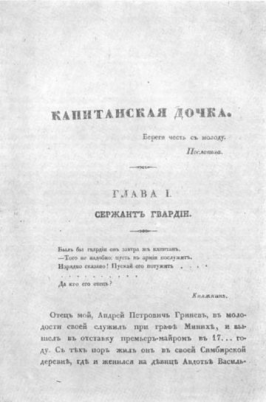 КАПИТАНСКАЯ ДОЧКА.
Береги честь съ молоду.
Пословица.
ГЛАВА I.
СЕРЖАНТЪ ГВАРДІИ.
Былъ бы гвардіи онъ завтра жъ капитанъ.
—Того не надобно; пусть въ арміи послужитъ.
Изрядно сказано! Пускай его потужитъ . . .
. . . . . . . . . . . .
Да кто его отецъ?
Княжнинъ.
Отецъ мой, Андрей Петровичь Гриневъ, въ молодости
своей служилъ при графѣ Минихѣ, и вышелъ
въ отставку премьеръ-майромъ въ 17... году.
Съ тѣхъ поръ жилъ онъ въ своей Симбирской
деревнѣ, гдѣ и женился на дѣвицѣ Авдотьѣ Василь-